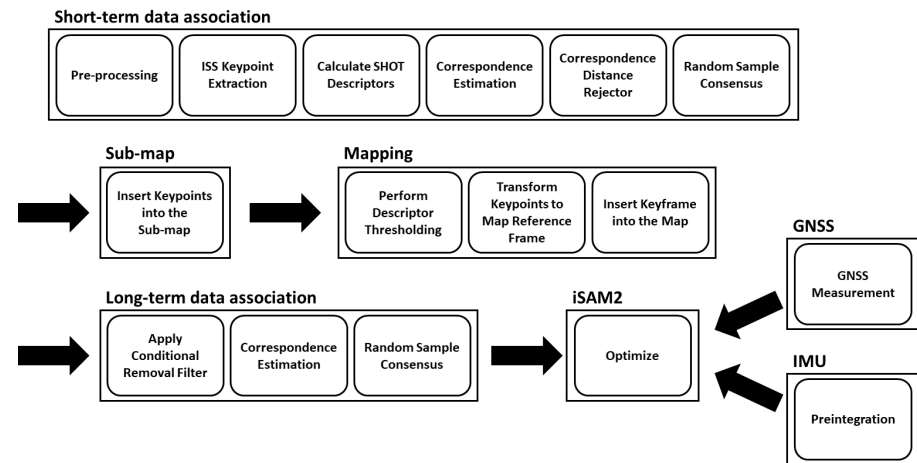 Short-term data association
Pre-processing
ISS Keypoint
Extraction
Calculate SHOT
Descriptors
Correspondence
Estimation
Correspondence
Distance
Rejector
Random Sample
Consensus
Sub-map
Insert Keypoints
into the
Sub-map
Mapping
Perform
Descriptor
Thresholding
Transform
Keypoints to
Map Reference
Frame
Insert Keyframe
into the Map
GNSS
GNSS
Measurement
Long-term data association
Apply
Conditional
Removal Filter
Correspondence
Estimation
Random Sample
Consensus
iSAM2
Optimize
IMU
Preintegration